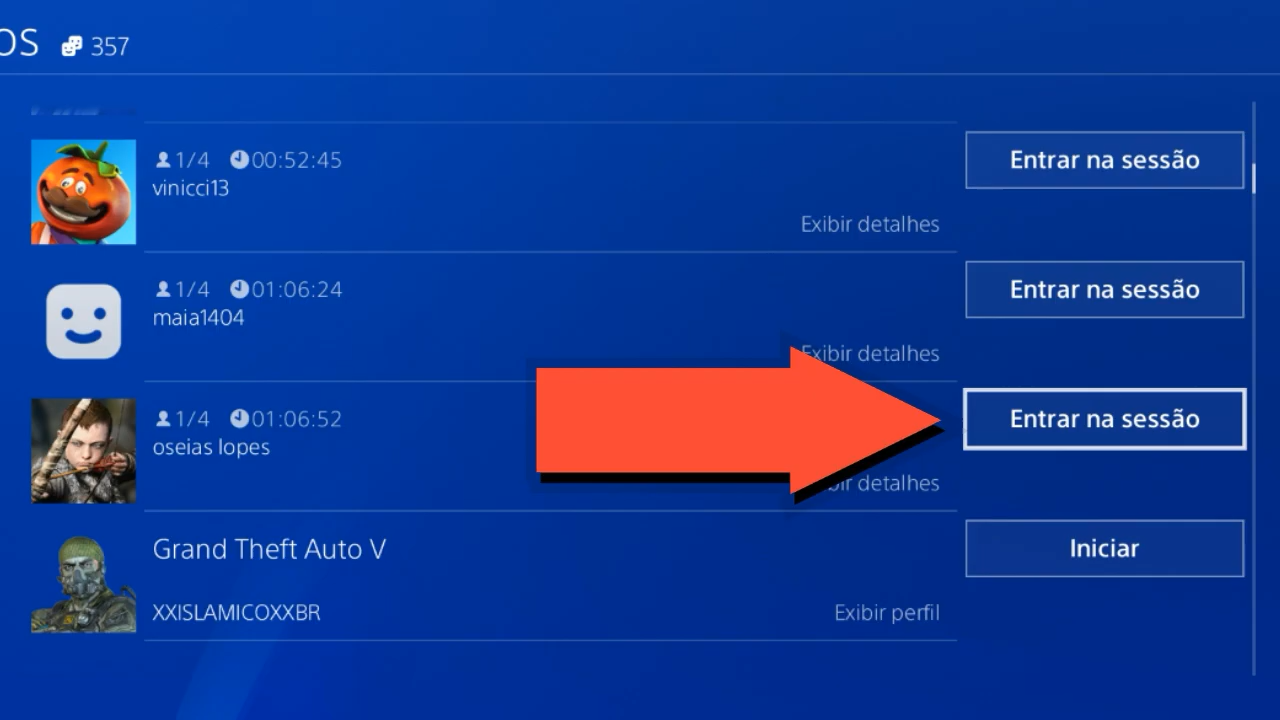 OS 357
1/4 00:52:45
vinicci13
Exibir detalhes
Entrar na sessão
1/4 01:06:24
maia1404
Exibir detalhes
Entrar na sessão
1/4 01:06:52
oseias lopes
detalhes
Entrar na sessão
Grand Theft Auto V
XXISLAMICOXXBR
Exibir perfil
Iniciar